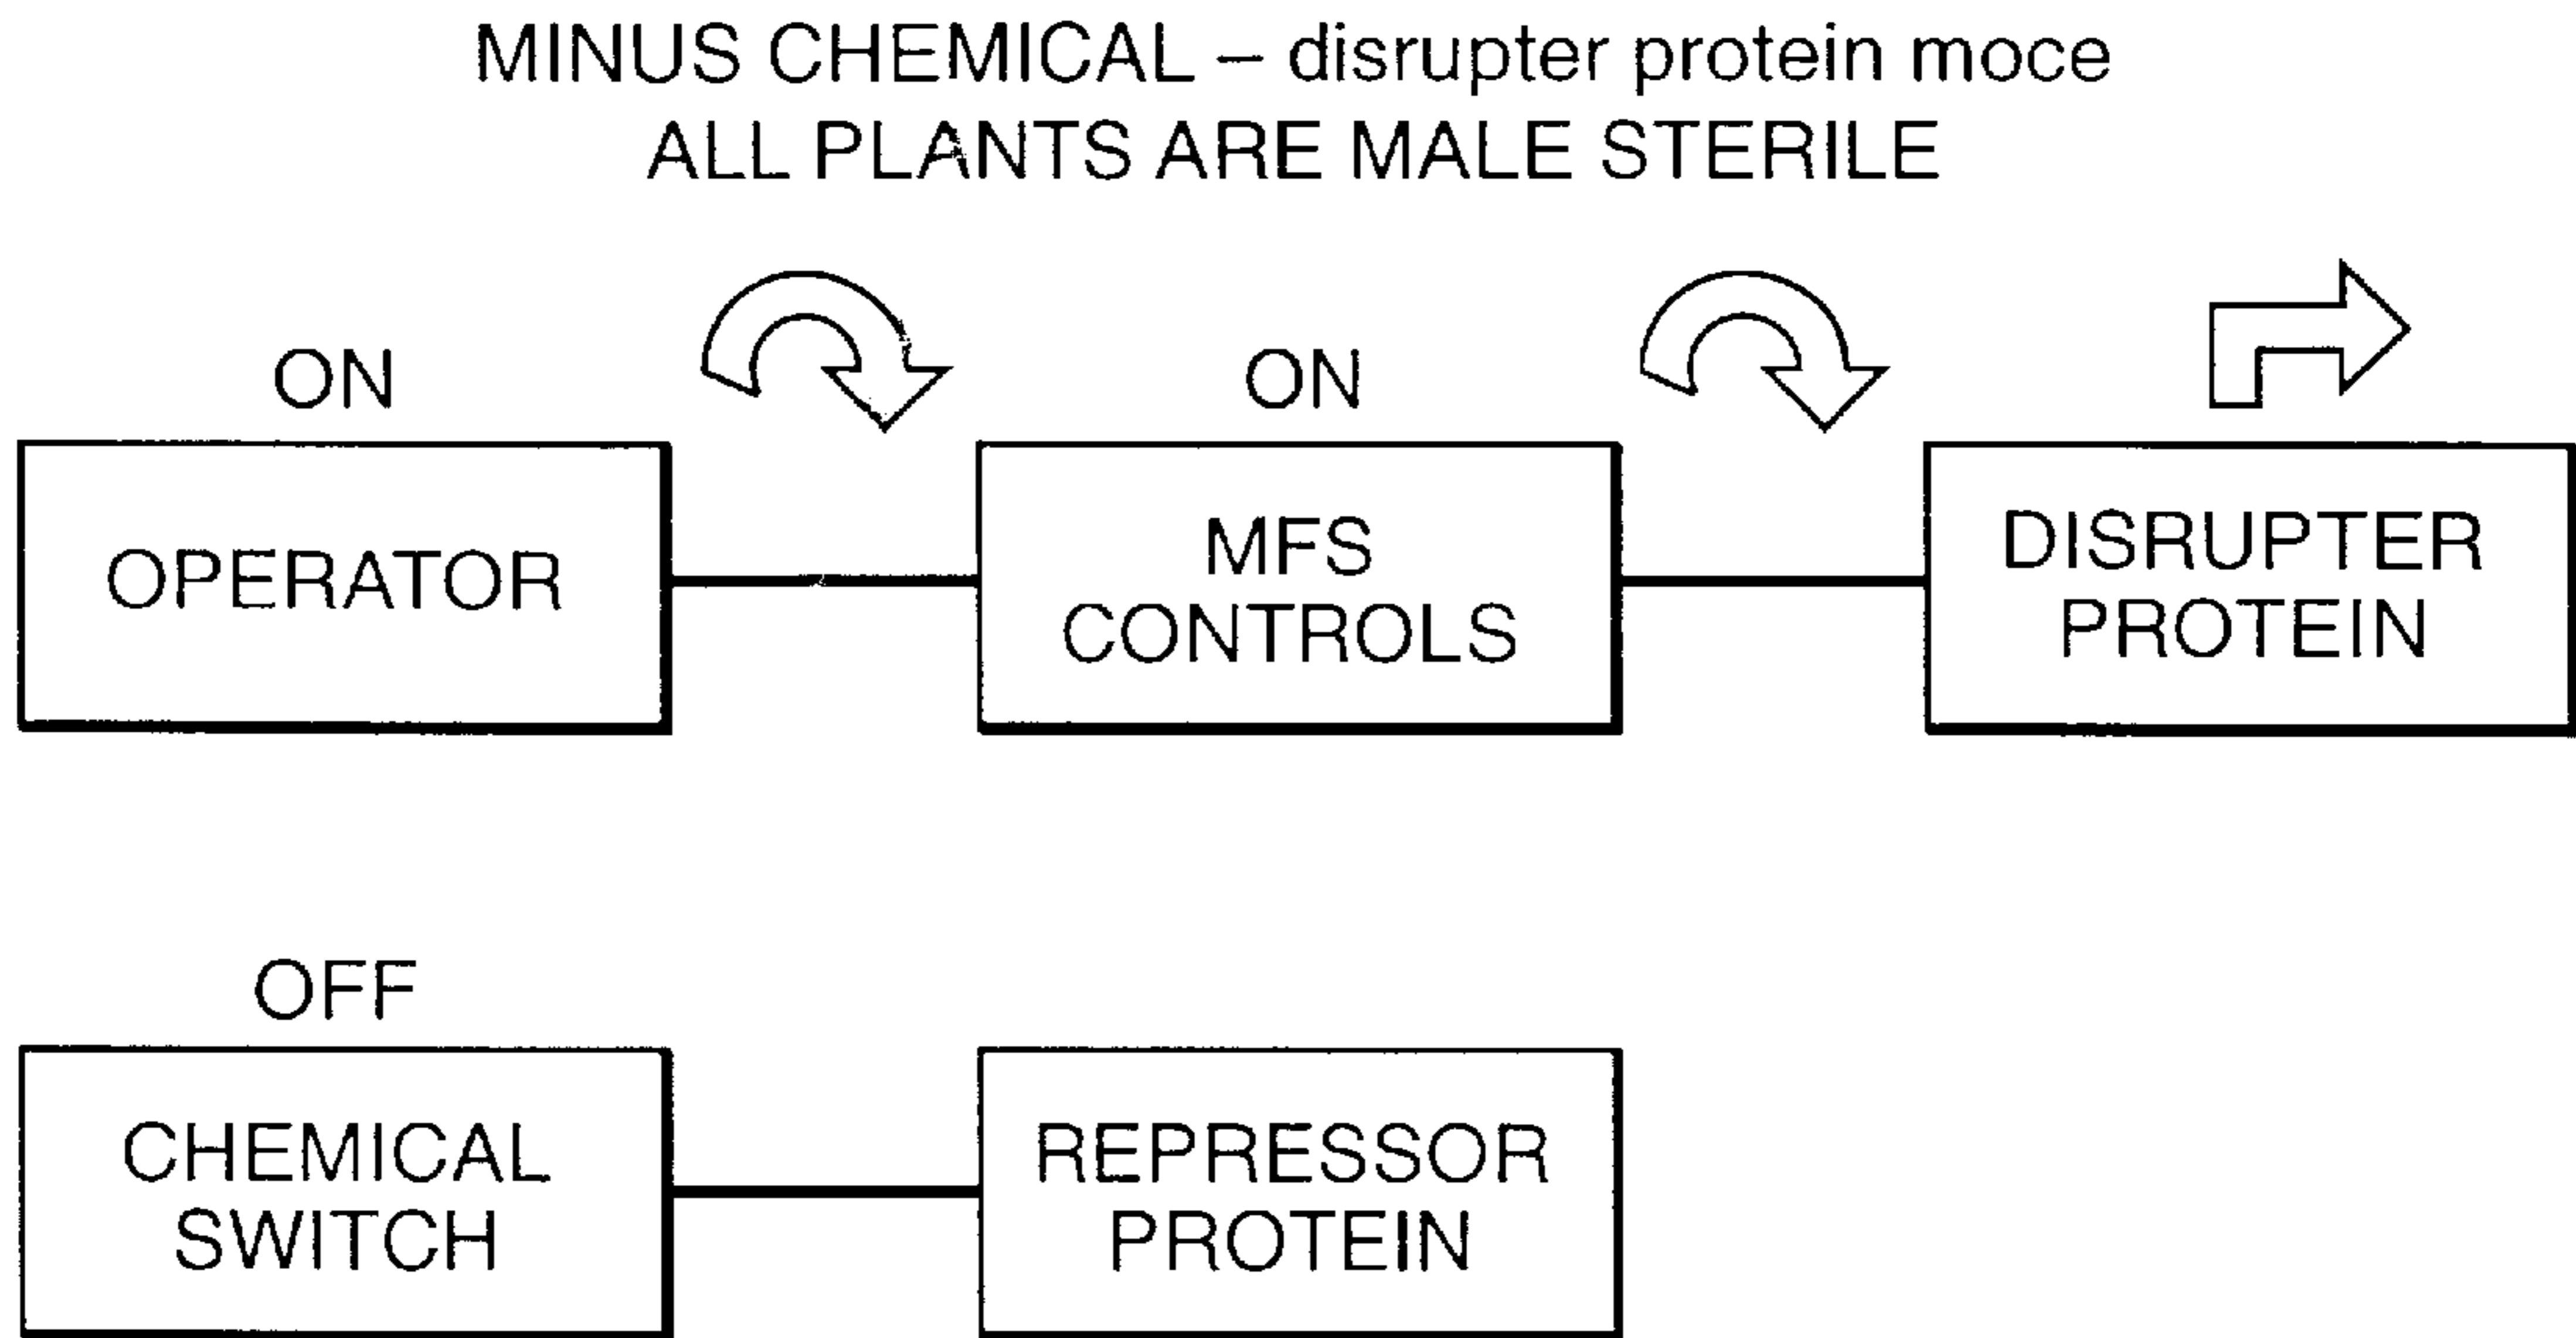 MINUS CHEMICAL – disrupter protein moce
ALL PLANTS ARE MALE STERILE
ON
ON
OPERATOR
MFS
CONTROLS
DISRUPTER
PROTEIN
OFF
CHEMICAL
SWITCH
REPRESSOR
PROTEIN